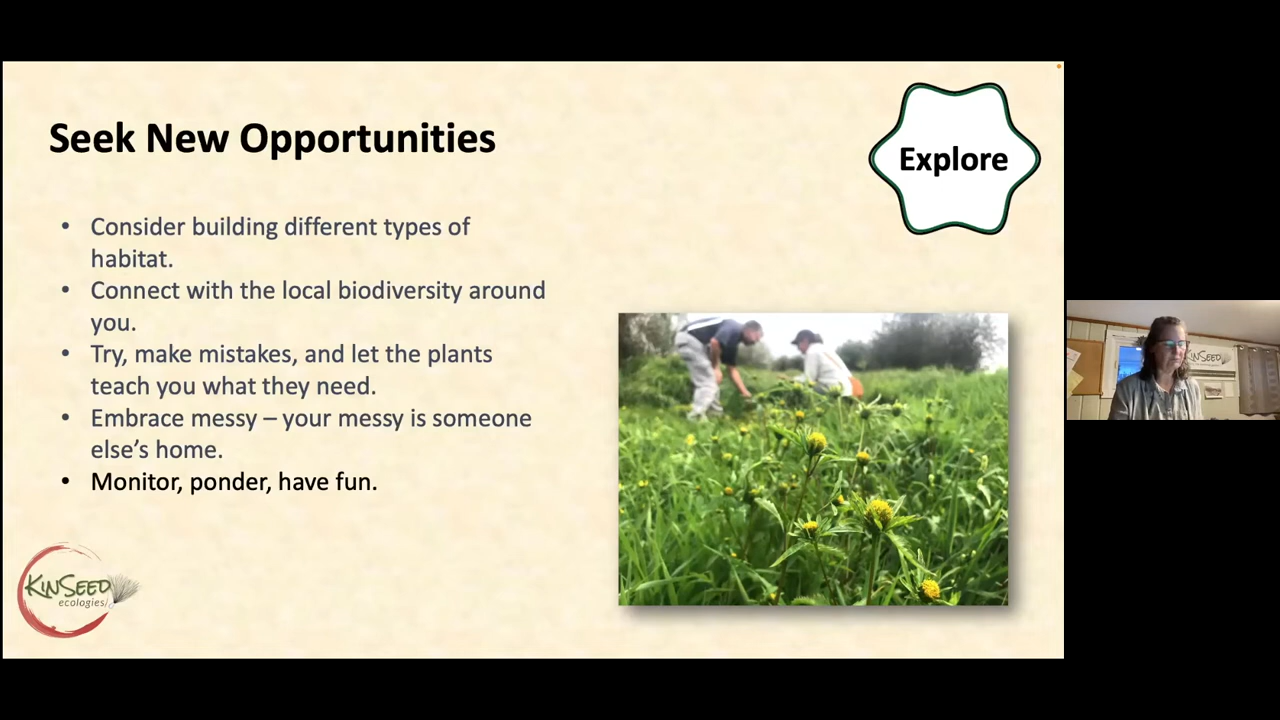 Seek New Opportunities
Explore
• Consider building different types of
habitat.
• Connect with the local biodiversity around
you.
• Try, make mistakes, and let the plants
teach you what they need.
• Embrace messy – your messy is someone
else's home.
• Monitor, ponder, have fun.
KINSEED
ecologies
KINSEED